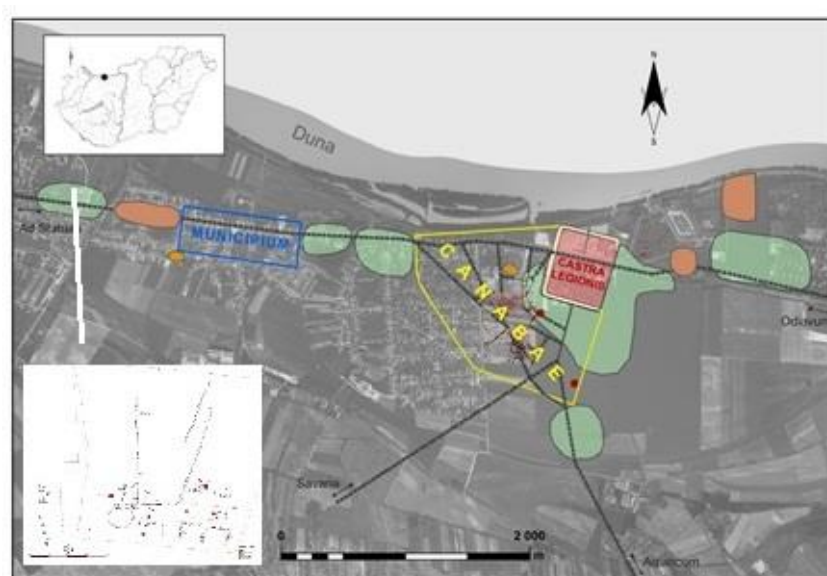 N
S
Duna
Ad Statuas
MUNICIPIUM
CANABAE
CASTRA
LEGIONIS
Odiavum
Savaria
0
2 000
m
Aquincum